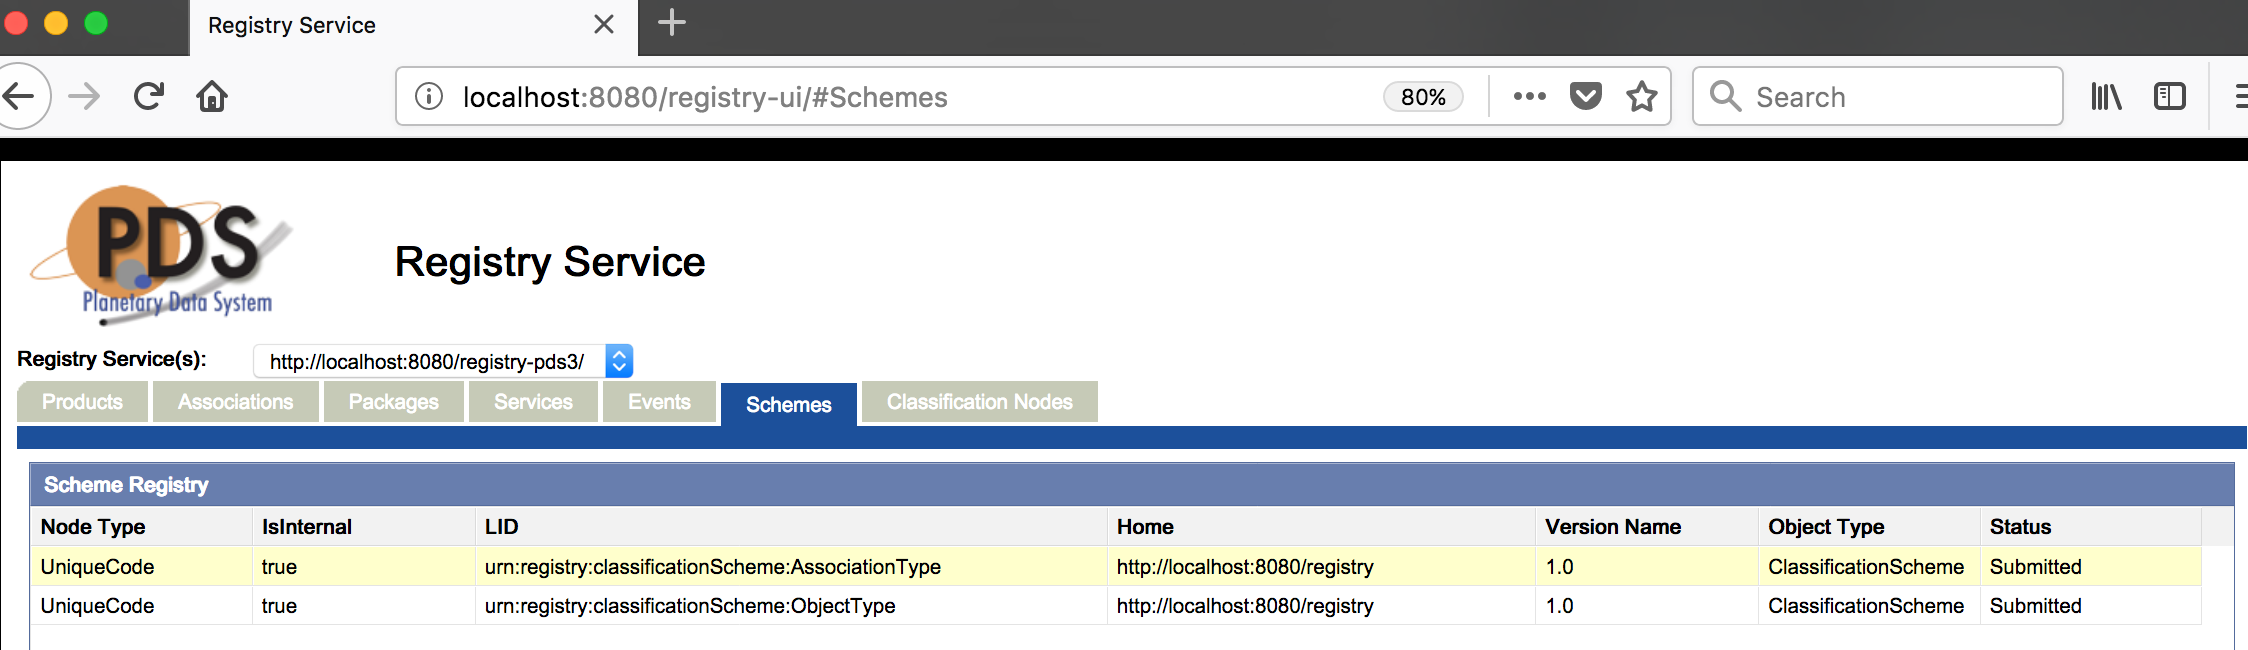 Registry Service
localhost:8080/registry-ui/#Schemes 80% Search
PDS
Planetary Data System
Registry Service
Registry Service(s): http://localhost:8080/registry-pds3/
Products Associations Packages Services Events Schemes Classification Nodes
Scheme Registry
Node Type IsInternal LID Home Version Name Object Type Status
UniqueCode true urn:registry:classificationScheme:AssociationType http://localhost:8080/registry 1.0 ClassificationScheme Submitted
UniqueCode true urn:registry:classificationScheme:ObjectType http://localhost:8080/registry 1.0 ClassificationScheme Submitted